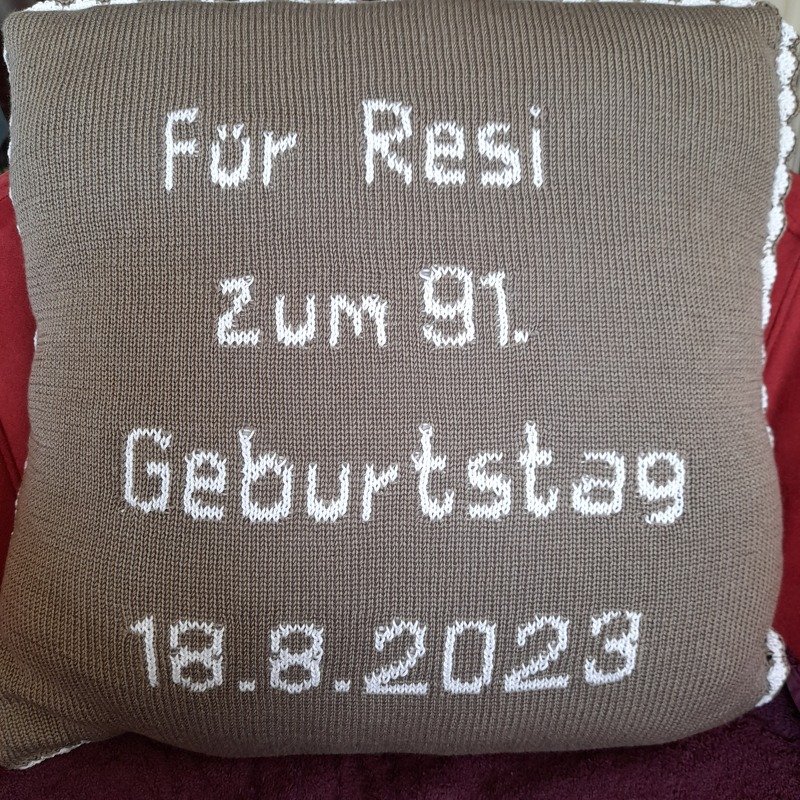 Für Resi
zum 91.
Geburtstag
18.8.2023